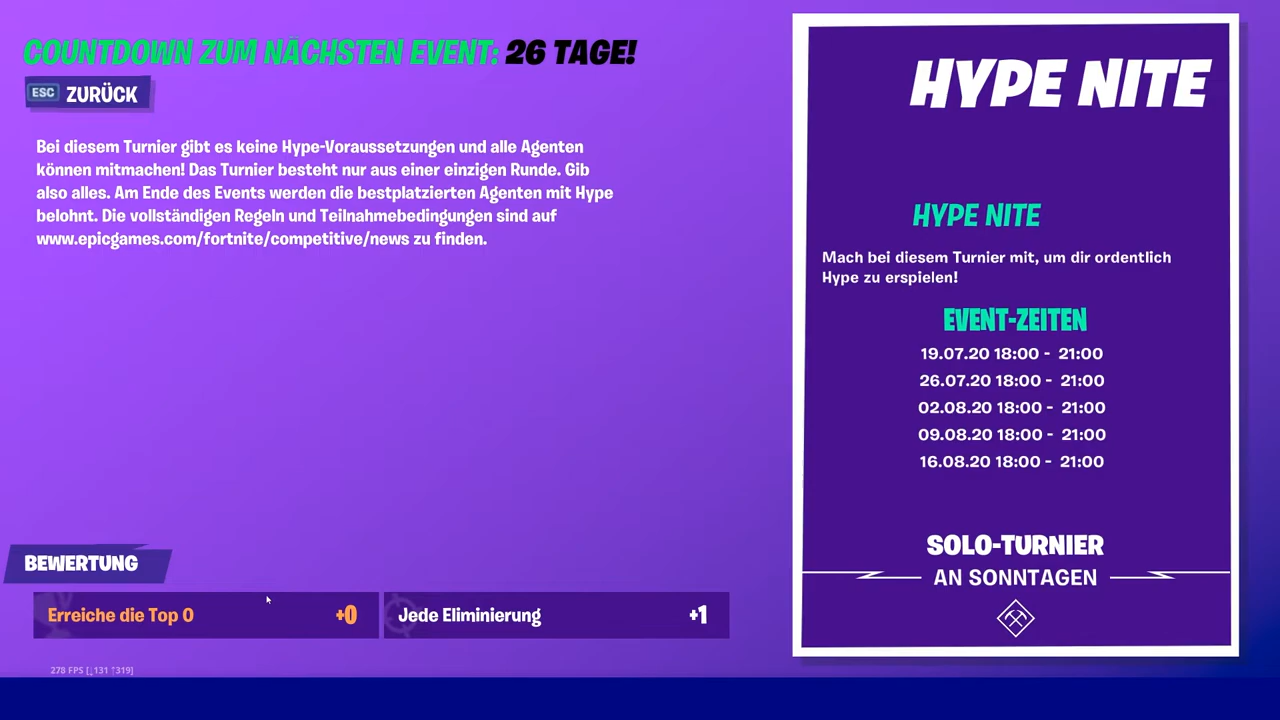 COUNTDOWN ZUM NÄCHSTEN EVENT: 26 TAGE!
ESC ZURÜCK
Bei diesem Turnier gibt es keine Hype-Voraussetzungen und alle Agenten
können mitmachen! Das Turnier besteht nur aus einer einzigen Runde. Gib
also alles. Am Ende des Events werden die bestplatzierten Agenten mit Hype
belohnt. Die vollständigen Regeln und Teilnahmebedingungen sind auf
www.epicgames.com/fortnite/competitive/news zu finden.
BEWERTUNG
Erreiche die Top 0 +0
Jede Eliminierung +1
278 FPS [↓131 ↑319]
HYPE NITE
HYPE NITE
Mach bei diesem Turnier mit, um dir ordentlich
Hype zu erspielen!
EVENT-ZEITEN
19.07.20 18:00 - 21:00
26.07.20 18:00 - 21:00
02.08.20 18:00 - 21:00
09.08.20 18:00 - 21:00
16.08.20 18:00 - 21:00
SOLO-TURNIER
AN SONNTAGEN